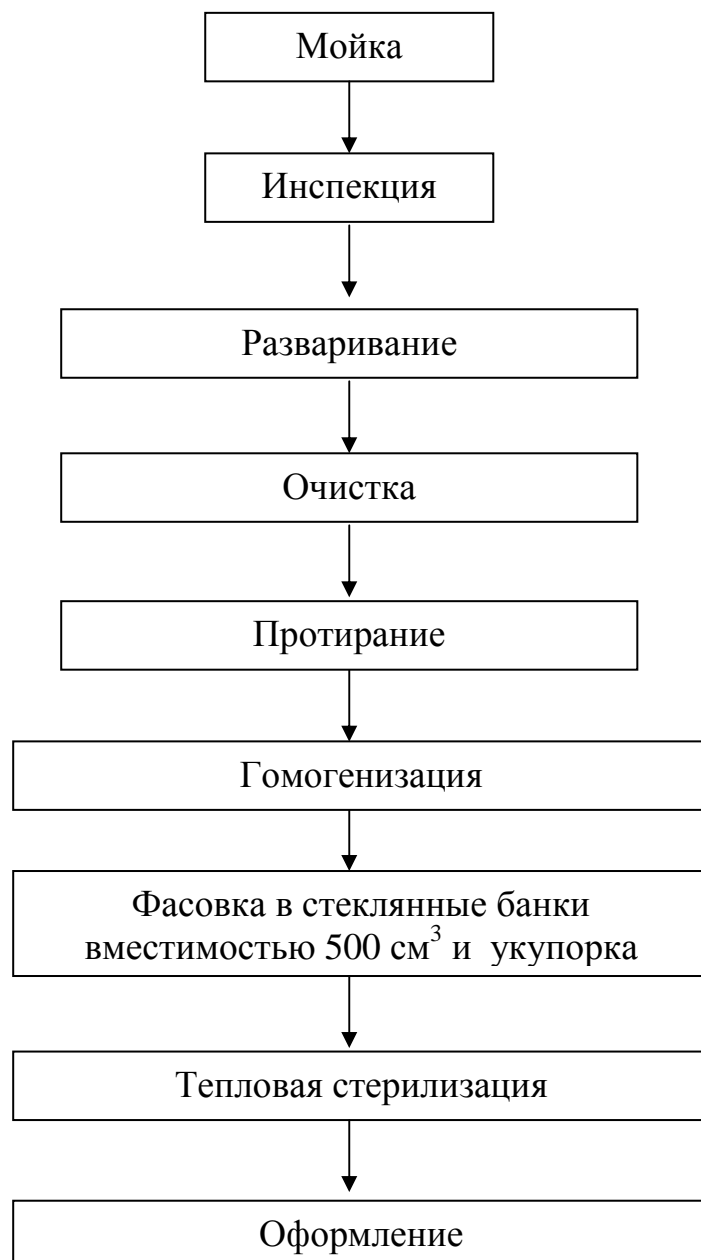 Мойка
Инспекция
Разваривание
Очистка
Протирание
Гомогенизация
Фасовка в стеклянные банки
вместимостью 500 см³ и укупорка
Тепловая стерилизация
Оформление